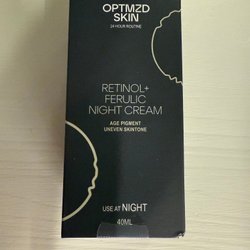 OPTMZD
SKIN
24 HOUR ROUTINE
RETINOL+
FERULIC
NIGHT CREAM
AGE PIGMENT
UNEVEN SKINTONE
USE AT NIGHT
40ML